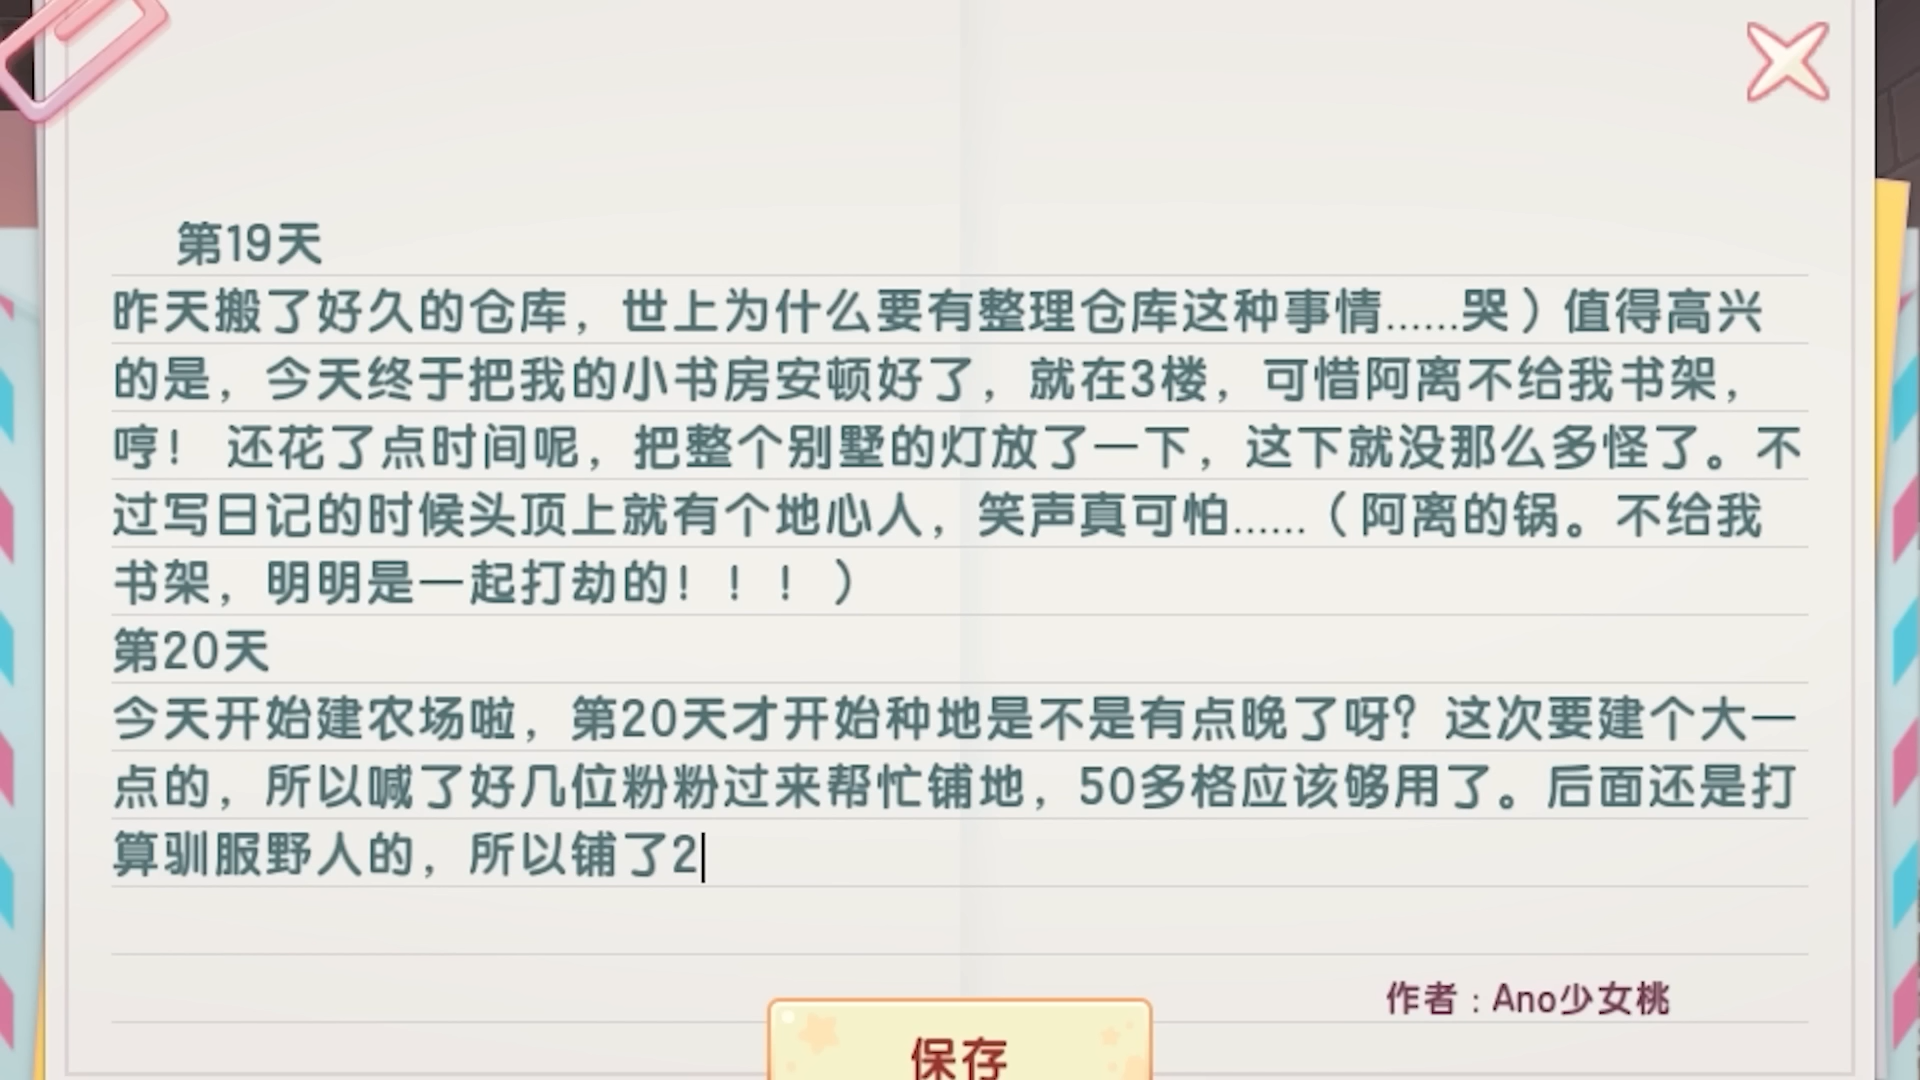 第19天
昨天搬了好久的仓库，世上为什么要有整理仓库这种事情......哭）值得高兴
的是，今天终于把我的小书房安顿好了，就在3楼，可惜阿离不给我书架，
哼！ 还花了点时间呢，把整个别墅的灯放了一下，这下就没那么多怪了。不
过写日记的时候头顶上就有个地心人，笑声真可怕......（阿离的锅。不给我
书架，明明是一起打劫的！！！）
第20天
今天开始建农场啦，第20天才开始种地是不是有点晚了呀？这次要建个大一
点的，所以喊了好几位粉粉过来帮忙铺地，50多格应该够用了。后面还是打
算驯服野人的，所以铺了2
作者：Ano少女桃
保存